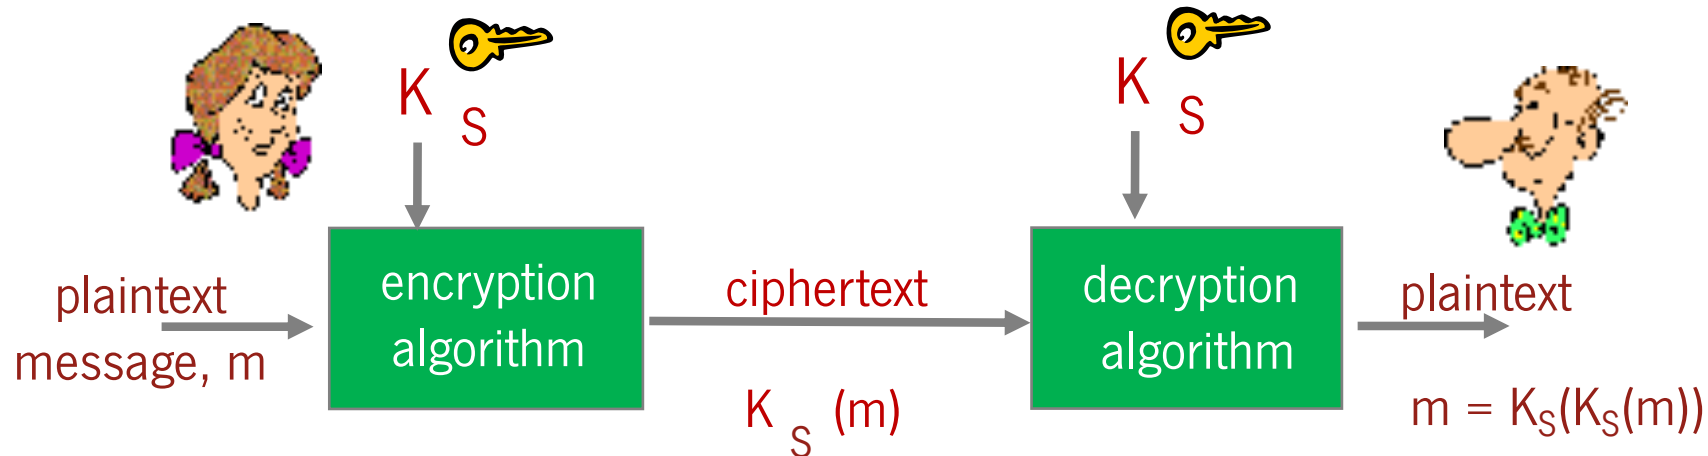 K S
K S
plaintext
message, m
encryption
algorithm
ciphertext
K S (m)
decryption
algorithm
plaintext
m = KS(KS(m))